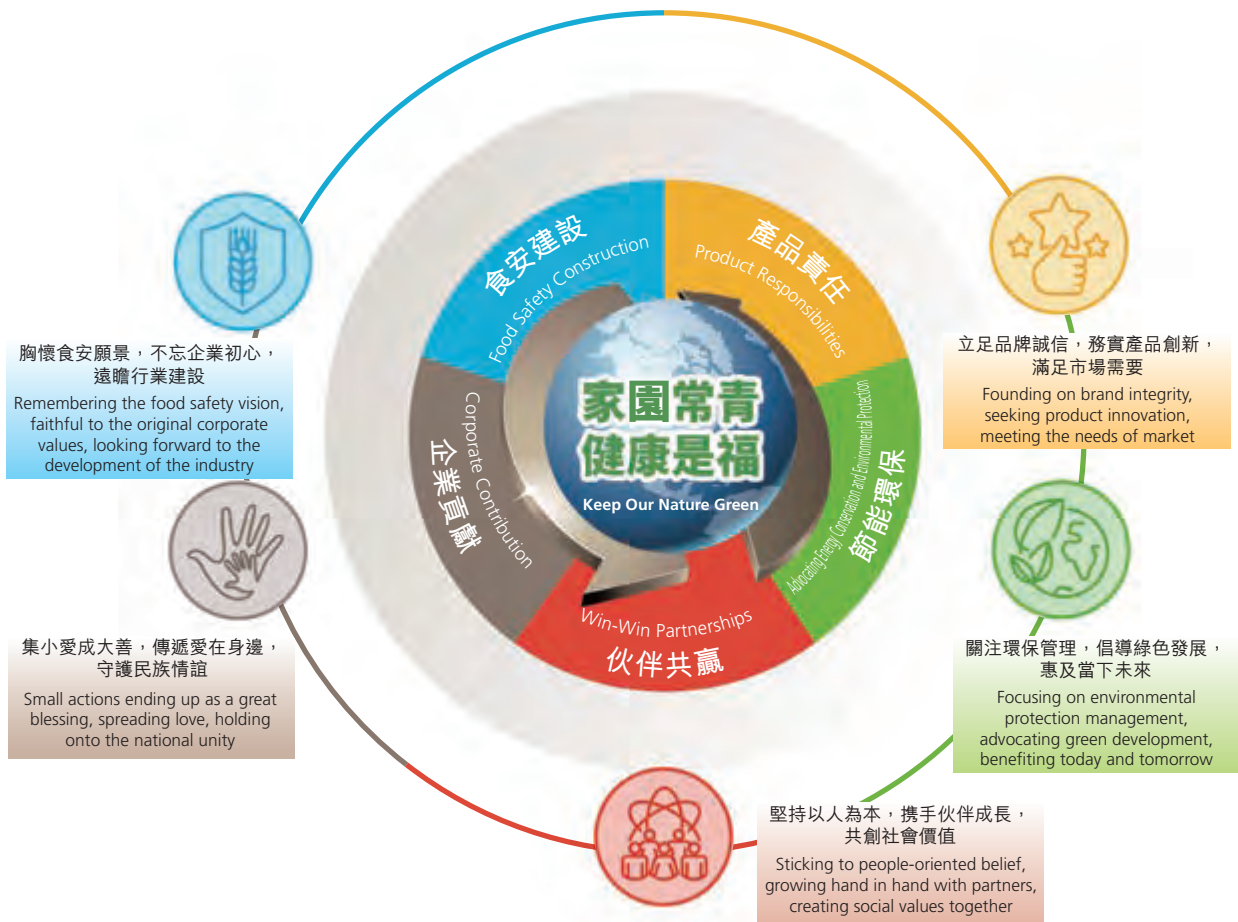 食安建設
Food Safety Construction
產品責任
Product Responsibilities
節能環保
Advocating Energy Conservation and Environmental Protection
伙伴共贏
Win-Win Partnerships
企業貢獻
Corporate Contribution
家園常青
健康是福
Keep Our Nature Green
胸懷食安願景，不忘企業初心，
遠瞻行業建設
Remembering the food safety vision,
faithful to the original corporate
values, looking forward to the
development of the industry
立足品牌誠信，務實產品創新，
滿足市場需要
Founding on brand integrity,
seeking product innovation,
meeting the needs of market
集小愛成大善，傳遞愛在身邊，
守護民族情誼
Small actions ending up as a great
blessing, spreading love, holding
onto the national unity
關注環保管理，倡導綠色發展，
惠及當下未來
Focusing on environmental
protection management,
advocating green development,
benefiting today and tomorrow
堅持以人為本，携手伙伴成長，
共創社會價值
Sticking to people-oriented belief,
growing hand in hand with partners,
creating social values together